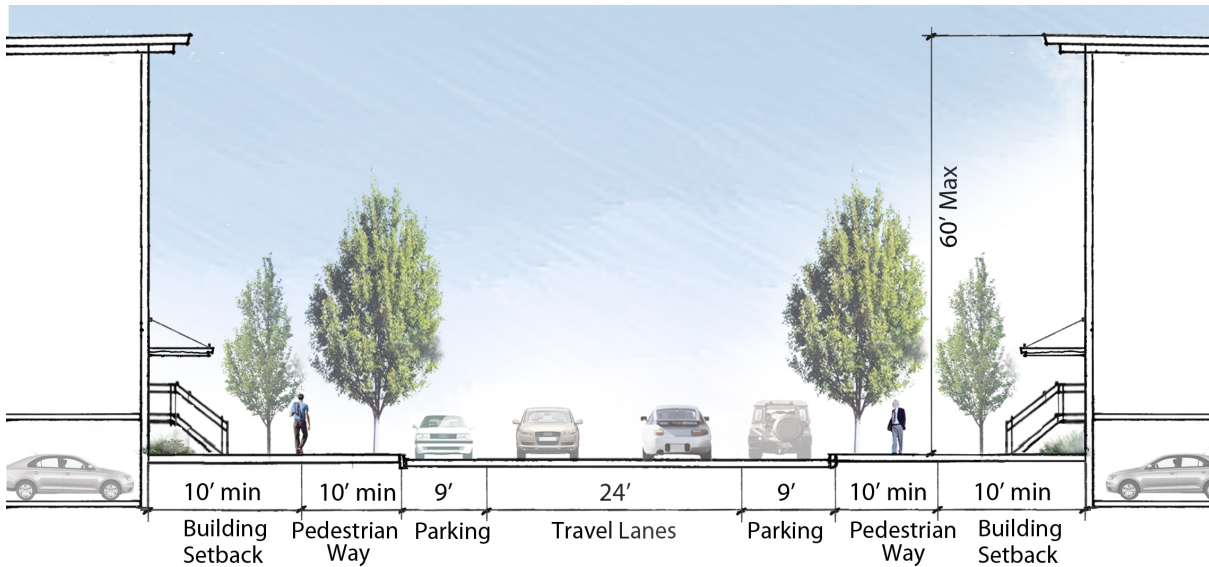 60’ Max
10’ min
10’ min
9’
24’
9’
10’ min
10’ min
Building
Setback
Pedestrian
Way
Parking
Travel Lanes
Parking
Pedestrian
Way
Building
Setback